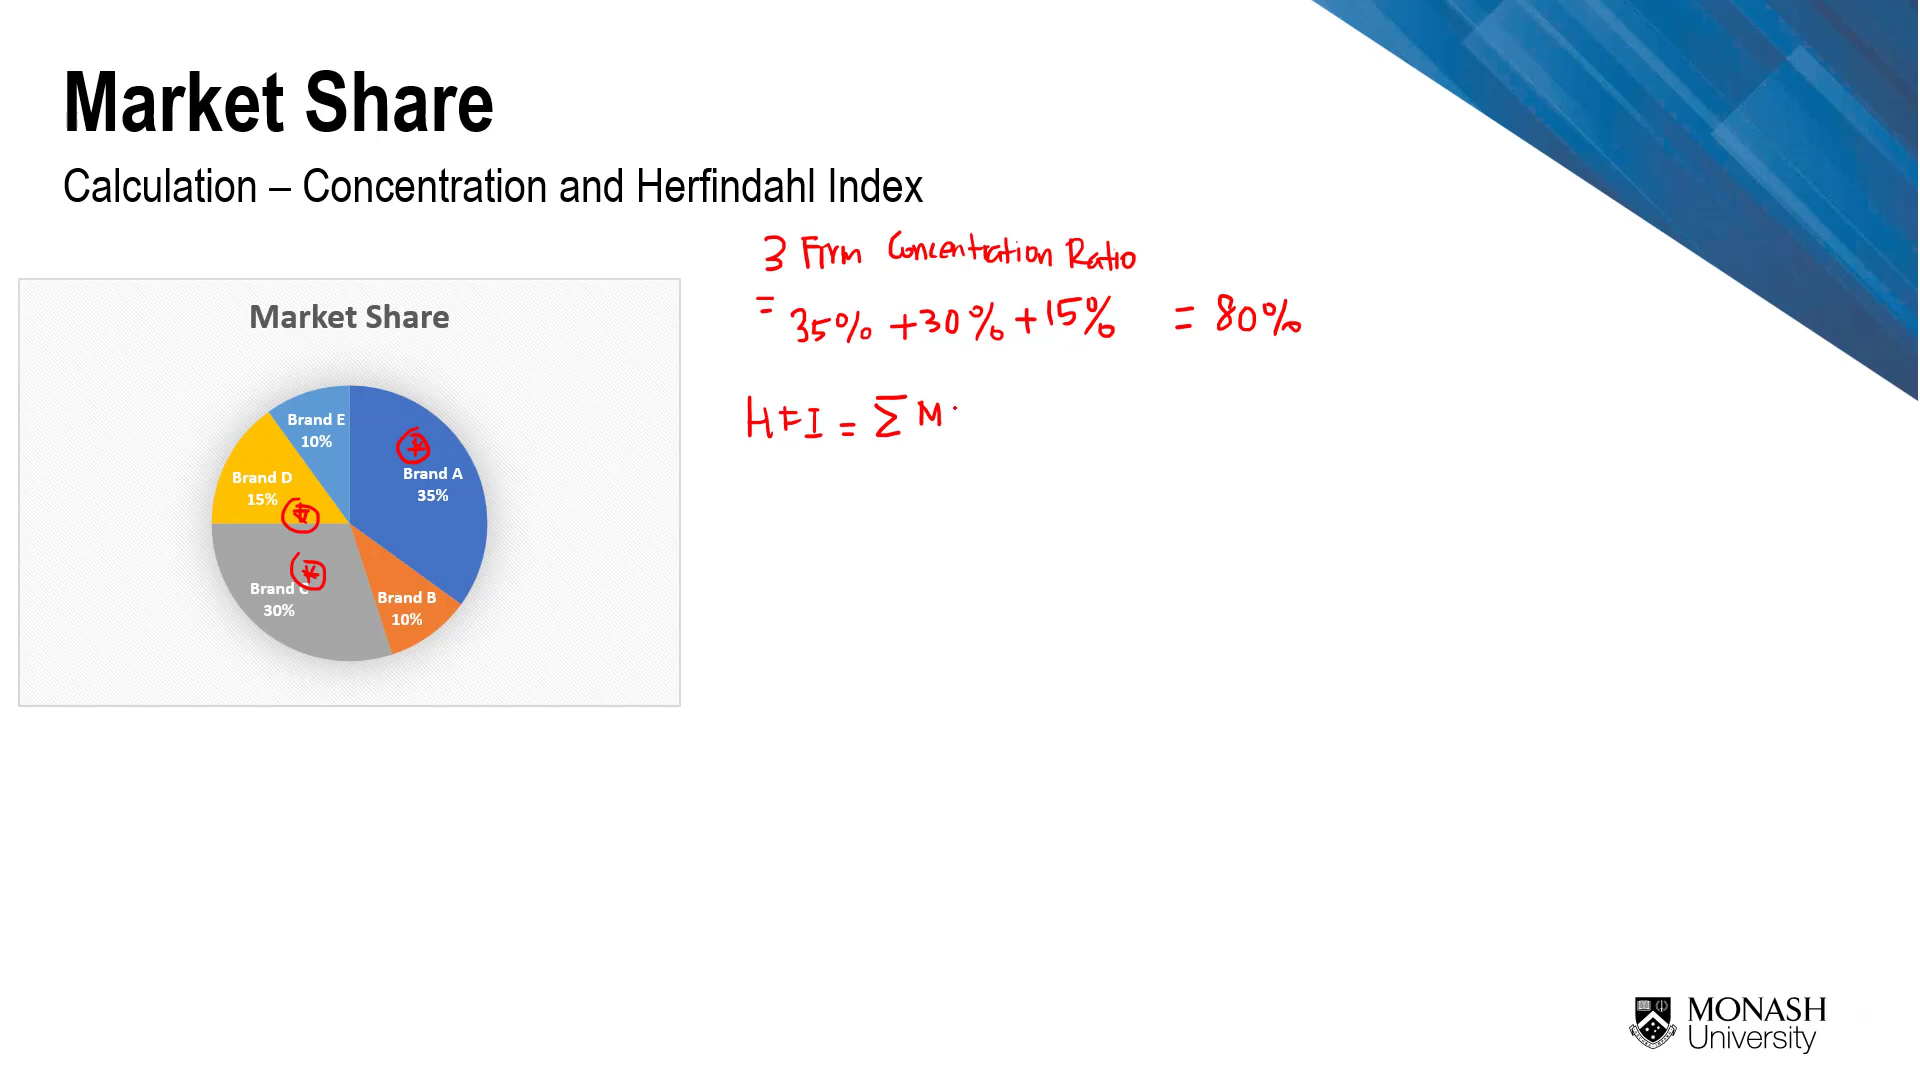 Market Share
Calculation – Concentration and Herfindahl Index
3 Firm Concentration Ratio
= 35% + 30% + 15% = 80%
HFI = Σ M
Market Share
Brand E
10%
Brand A
35%
Brand D
15%
Brand C
30%
Brand B
10%
MONASH
University